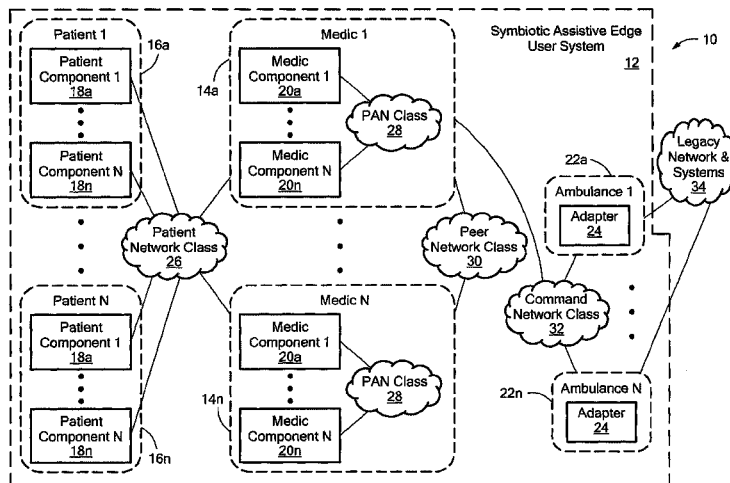 Patient 1
16a
Patient
Component 1
18a
Patient
Component N
18n
Medic 1
14a
Medic
Component 1
20a
Medic
Component N
20n
PAN Class
28
Symbiotic Assistive Edge
User System
12
10
Legacy
Network &
Systems
34
22a
Ambulance 1
Adapter
24
Patient
Network Class
26
Peer
Network Class
30
Command
Network Class
32
Patient N
Patient
Component 1
18a
Patient
Component N
18n
16n
Medic N
Medic
Component 1
20a
Medic
Component N
20n
14n
PAN Class
28
22n
Ambulance N
Adapter
24